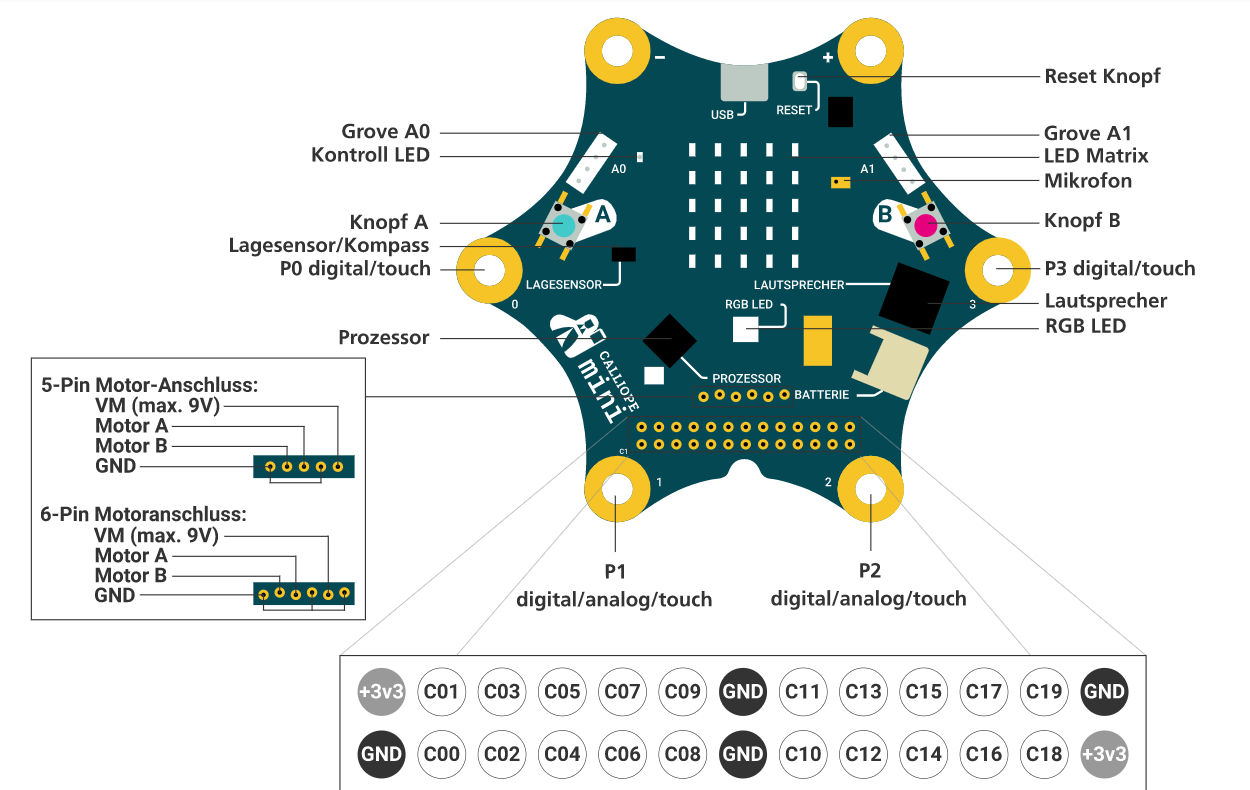 −
+
Reset Knopf
USB
RESET
Grove A0
Kontroll LED
Grove A1
LED Matrix
Mikrofon
A0
A1
Knopf A
A
B
Knopf B
Lagesensor/Kompass
P0 digital/touch
P3 digital/touch
LAGESENSOR
LAUTSPRECHER
Lautsprecher
0
RGB LED
3
RGB LED
Prozessor
CALLIOPE
mini
PROZESSOR
BATTERIE
C1
1
2
5-Pin Motor-Anschluss:
VM (max. 9V)
Motor A
Motor B
GND
6-Pin Motoranschluss:
VM (max. 9V)
Motor A
Motor B
GND
P1
digital/analog/touch
P2
digital/analog/touch
+3v3 C01 C03 C05 C07 C09 GND C11 C13 C15 C17 C19 GND
GND C00 C02 C04 C06 C08 GND C10 C12 C14 C16 C18 +3v3